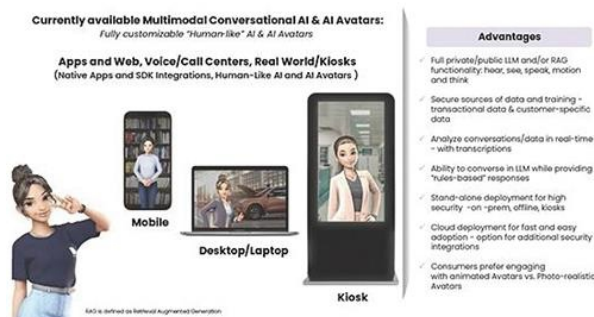 Currently available Multimodal Conversational AI & AI Avatars:
Fully customizable "Human-like" AI & AI Avatars
Apps and Web, Voice/Call Centers, Real World/Kiosks
(Native Apps and SDK Integrations, Human-Like AI and AI Avatars )
Mobile
Desktop/Laptop
Kiosk
RAG is defined as Retrieval Augmented Generation
Advantages
Full private/public LLM and/or RAG
functionality: hear, see, speak, motion
and think
Secure sources of data and training -
transactional data & customer-specific
data
Analyze conversations/data in real-time
- with transcriptions
Ability to converse in LLM while providing
"rules-based" responses
Stand-alone deployment for high
security -on -prem, offline, kiosks
Cloud deployment for fast and easy
adoption - option for additional security
integrations
Consumers prefer engaging
with animated Avatars vs. Photo-realistic
Avatars